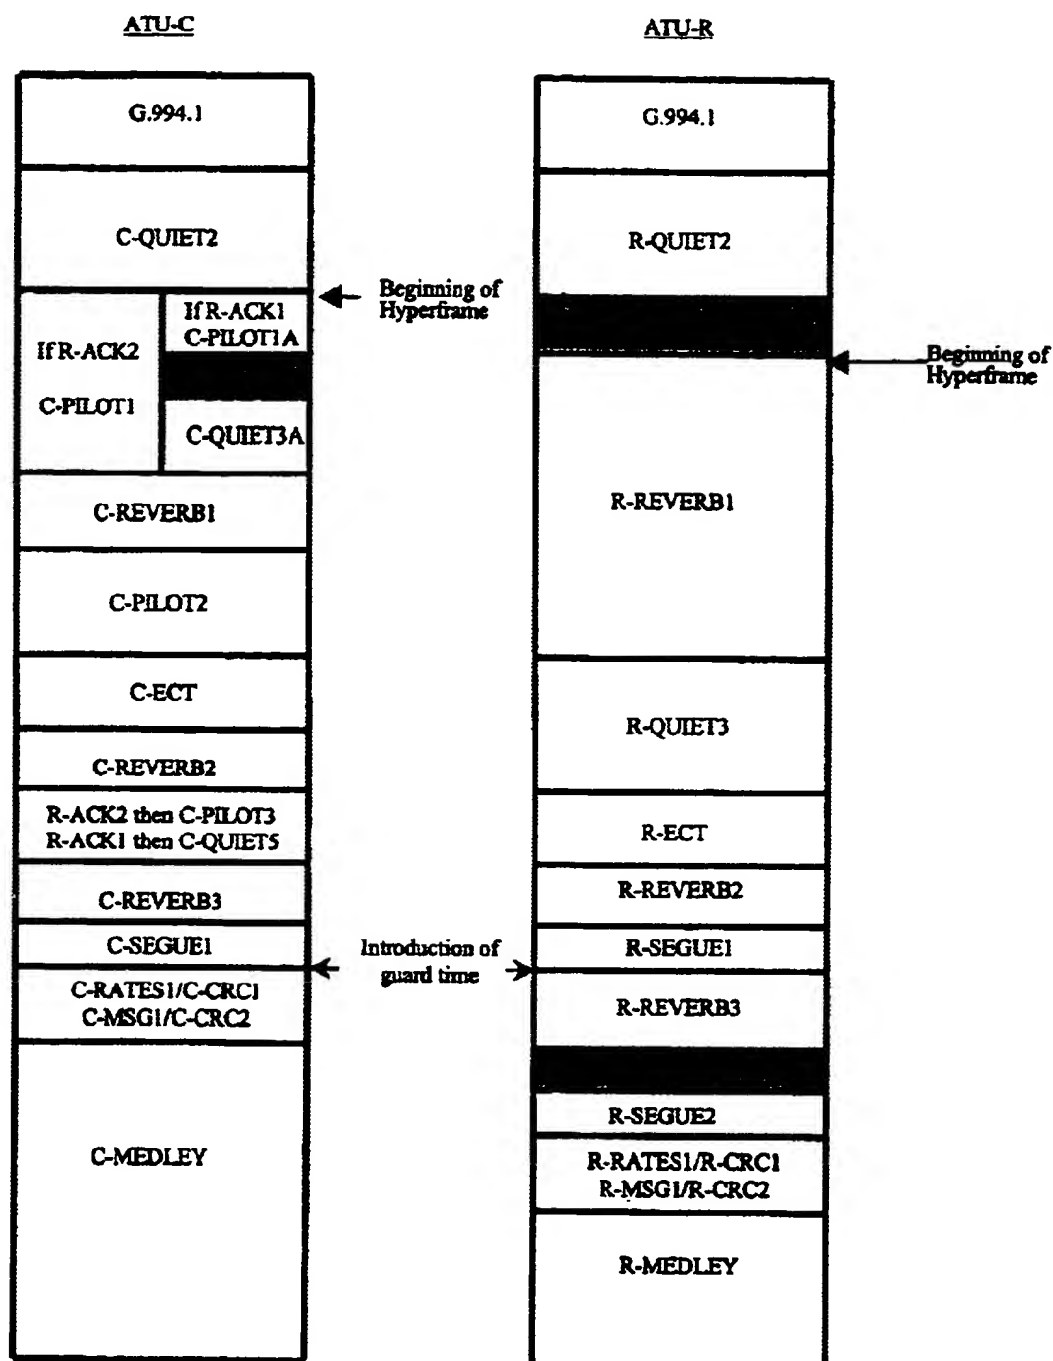 ATU-C
G.994.1
C-QUIET2
If R-ACK2
C-PILOT1
If R-ACK1
C-PILOT1A
C-QUIET3A
C-REVERB1
C-PILOT2
C-ECT
C-REVERB2
R-ACK2 then C-PILOT3
R-ACK1 then C-QUIET5
C-REVERB3
C-SEGUE1
C-RATES1/C-CRC1
C-MSG1/C-CRC2
C-MEDLEY
Beginning of
Hyperframe
Introduction of
guard time
ATU-R
G.994.1
R-QUIET2
R-REVERB1
R-QUIET3
R-ECT
R-REVERB2
R-SEGUE1
R-REVERB3
R-SEGUE2
R-RATES1/R-CRC1
R-MSG1/R-CRC2
R-MEDLEY
Beginning of
Hyperframe